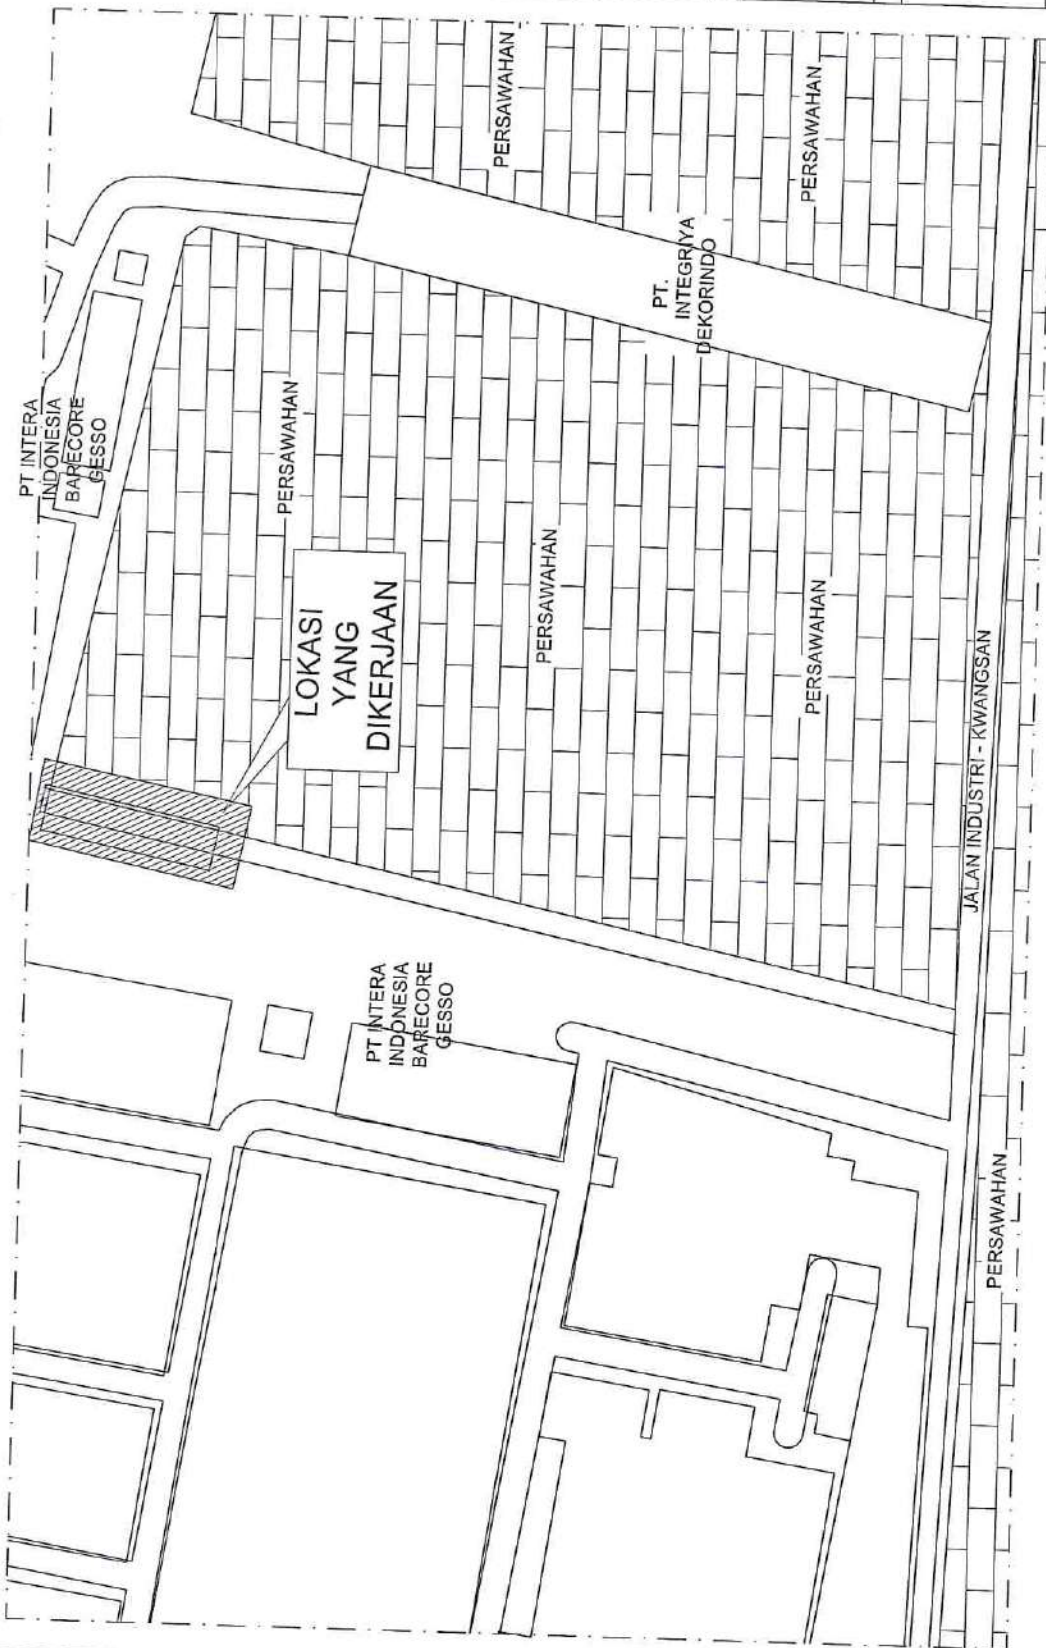 PT INTERA
INDONESIA
BARECORE
GESSO
PERSAWAHAN
LOKASI
YANG
DIKERJAAN
PT INTERA
INDONESIA
BARECORE
GESSO
PERSAWAHAN
PERSAWAHAN
PT.
INTEGRIYA
DEKORINDO
PERSAWAHAN
PERSAWAHAN
JALAN INDUSTRI - KWANGSAN
PERSAWAHAN